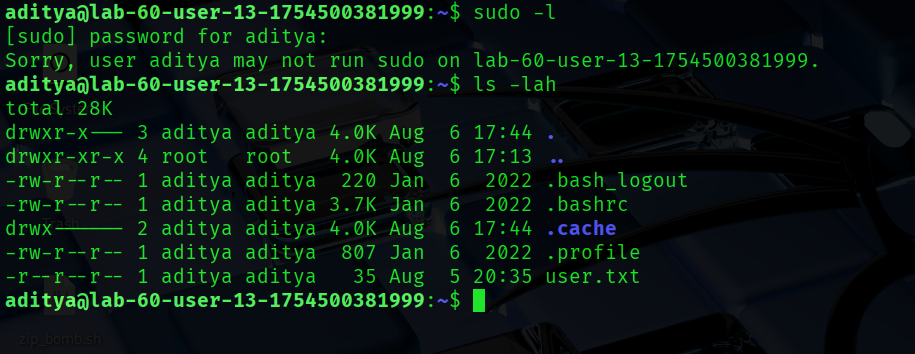 aditya@lab-60-user-13-1754500381999:~$ sudo -l
[sudo] password for aditya:
Sorry, user aditya may not run sudo on lab-60-user-13-1754500381999.
aditya@lab-60-user-13-1754500381999:~$ ls -lah
total 28K
drwxr-x--- 3 aditya aditya 4.0K Aug  6 17:44 .
drwxr-xr-x 4 root   root   4.0K Aug  6 17:13 ..
-rw-r--r-- 1 aditya aditya  220 Jan  6  2022 .bash_logout
-rw-r--r-- 1 aditya aditya 3.7K Jan  6  2022 .bashrc
drwx------ 2 aditya aditya 4.0K Aug  6 17:44 .cache
-rw-r--r-- 1 aditya aditya  807 Jan  6  2022 .profile
-r--r--r-- 1 aditya aditya   35 Aug  5 20:35 user.txt
aditya@lab-60-user-13-1754500381999:~$
zip_bomb.sh